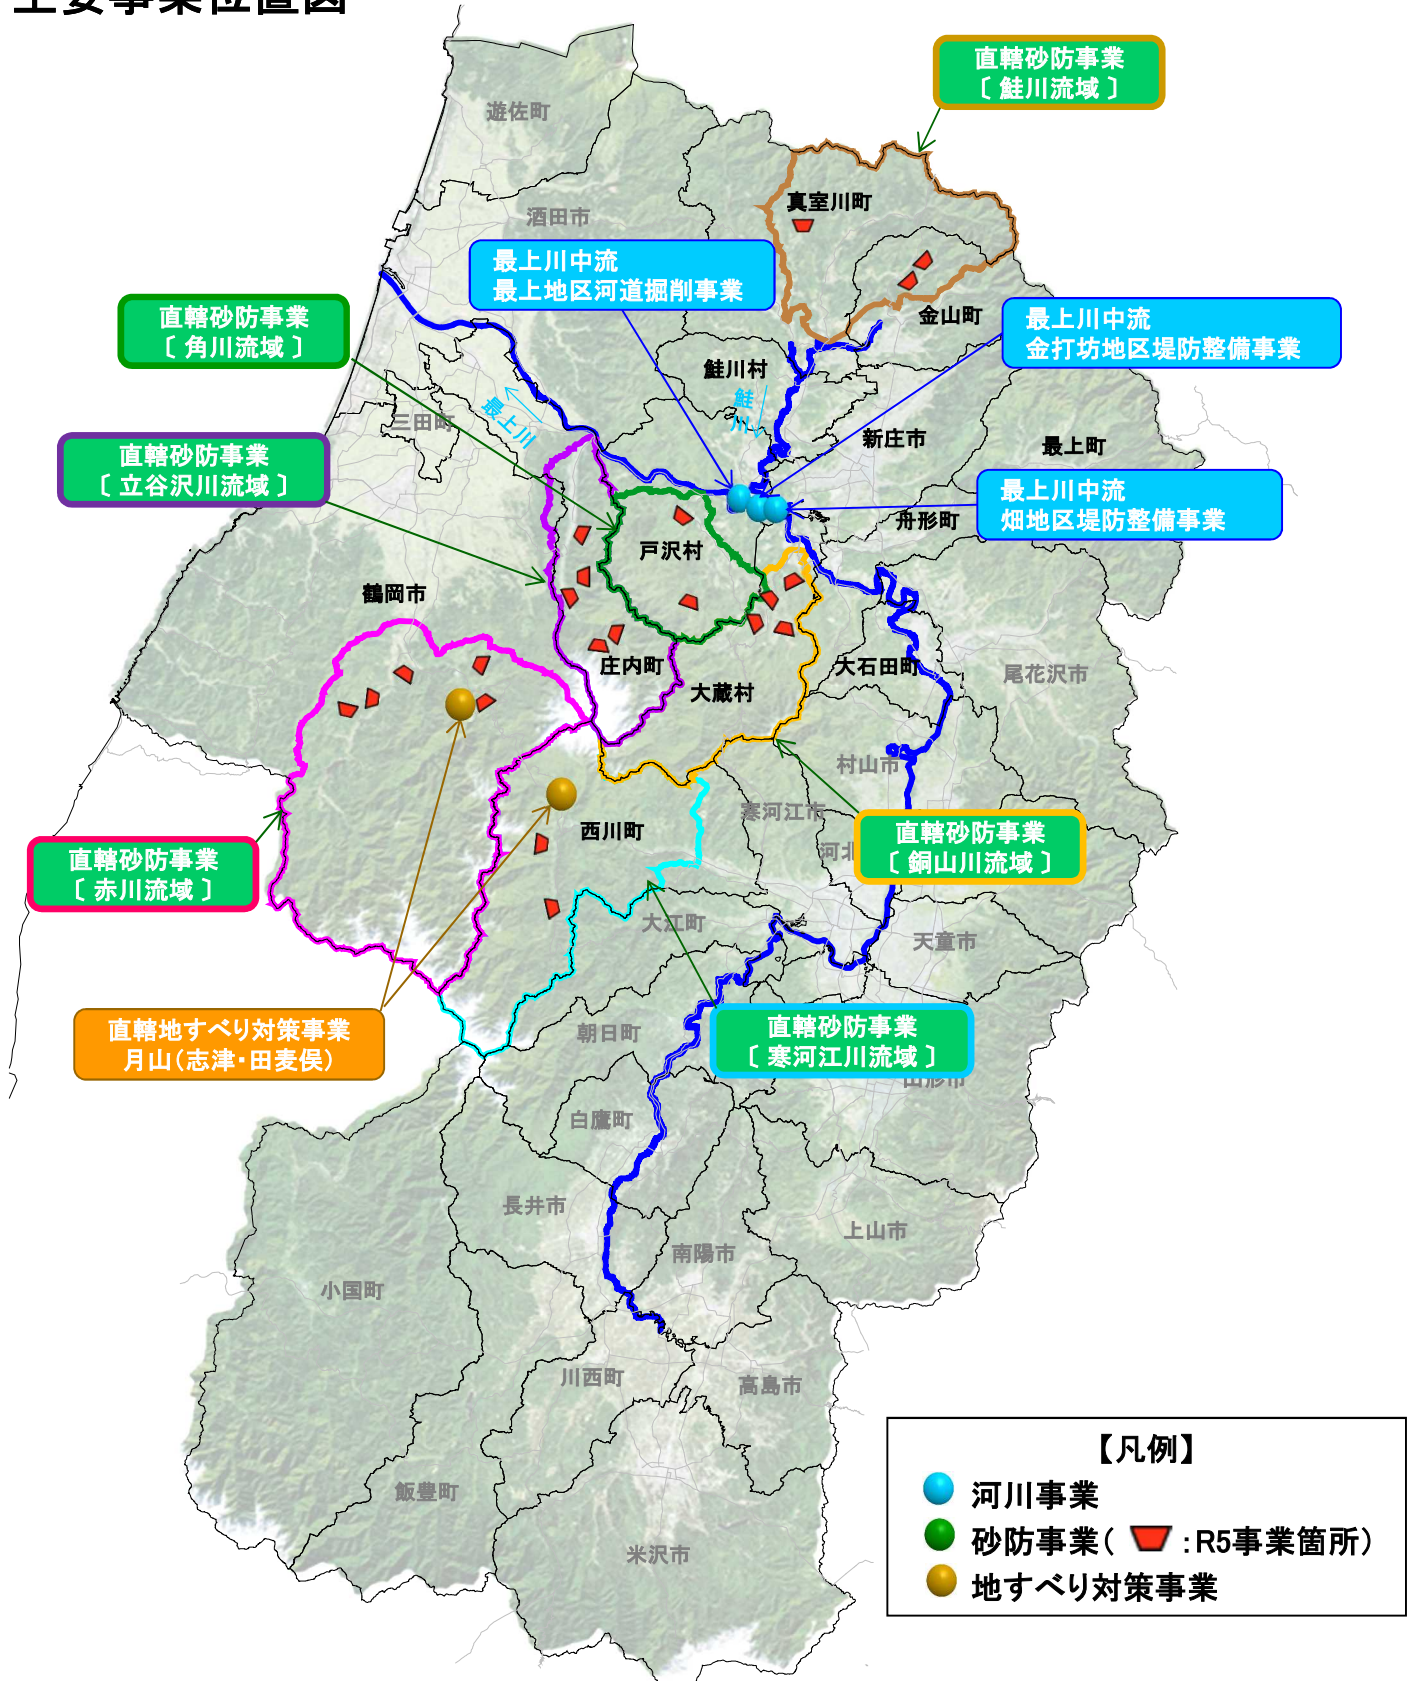 主要事業位置図
直轄砂防事業
〔 鮭川流域 〕
遊佐町
真室川町
酒田市
最上川中流
最上地区河道掘削事業
金山町
最上川中流
金打坊地区堤防整備事業
直轄砂防事業
〔 角川流域 〕
鮭川村
鮭川
最上川
三田町
新庄市
最上町
直轄砂防事業
〔 立谷沢川流域 〕
最上川中流
畑地区堤防整備事業
舟形町
戸沢村
鶴岡市
庄内町
大蔵村
大石田町
尾花沢市
村山市
寒河江市
西川町
直轄砂防事業
〔 銅山川流域 〕
河北
直轄砂防事業
〔 赤川流域 〕
大江町
天童市
直轄地すべり対策事業
月山（志津・田麦俣）
朝日町
直轄砂防事業
〔 寒河江川流域 〕
山形市
白鷹町
長井市
上山市
南陽市
小国町
川西町
高島市
飯豊町
米沢市
【凡例】
河川事業
砂防事業（ ：R5事業箇所）
地すべり対策事業